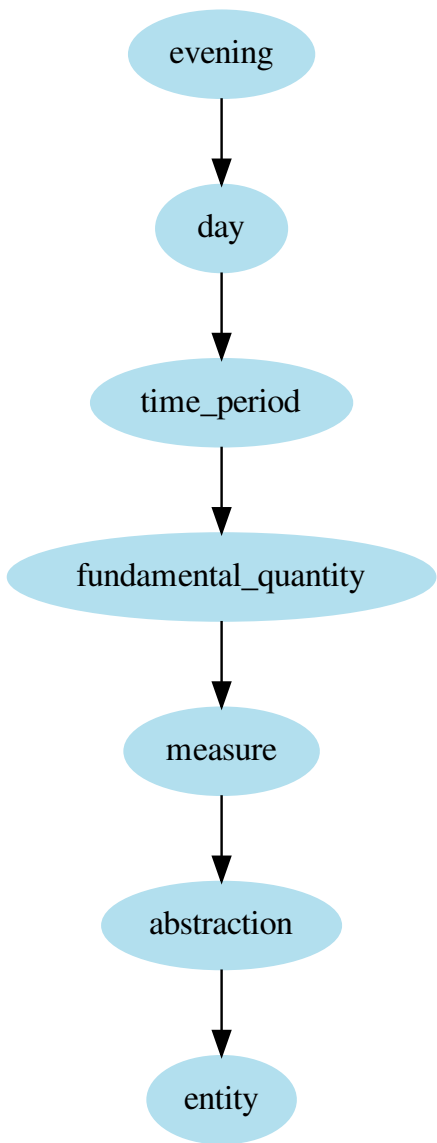 evening
day
time_period
fundamental_quantity
measure
abstraction
entity